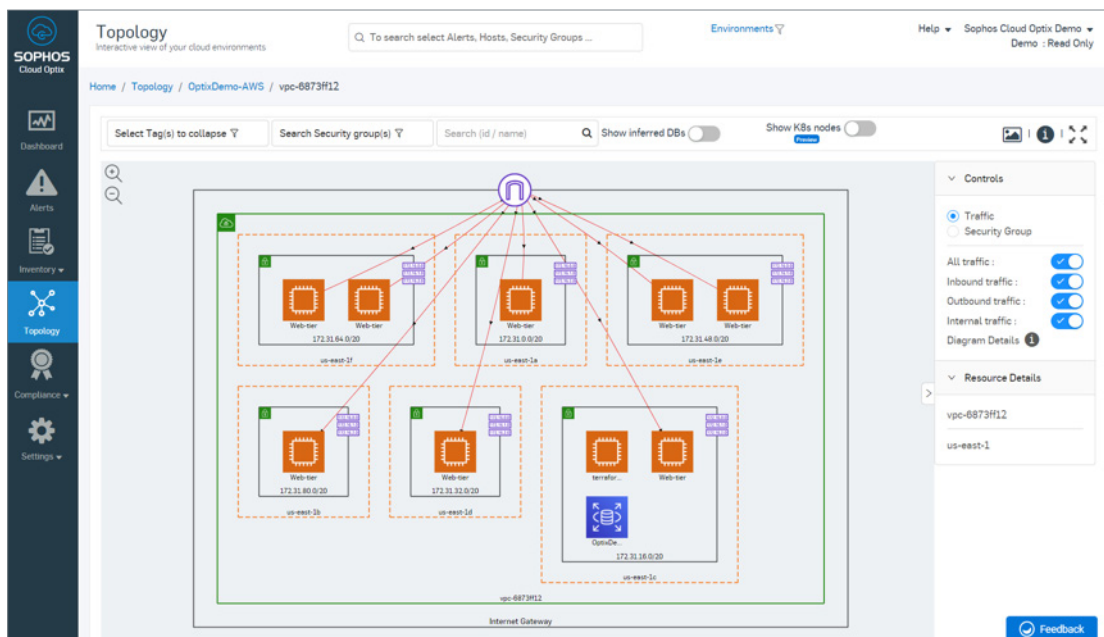 SOPHOS
Cloud Optix
Dashboard
Alerts
Inventory
Topology
Compliance
Settings
Topology
Interactive view of your cloud environments
To search select Alerts, Hosts, Security Groups ...
Environments
Help
Sophos Cloud Optix Demo
Demo : Read Only
Home / Topology / OptixDemo-AWS / vpc-6873ff12
Select Tag(s) to collapse
Search Security group(s)
Search (id / name)
Show inferred DBs
Show K8s nodes
Preview
Web-tier Web-tier
172.31.64.0/20
us-east-1f
Web-tier
172.31.0.0/20
us-east-1a
Web-tier Web-tier
172.31.48.0/20
us-east-1e
Web-tier
172.31.80.0/20
us-east-1b
Web-tier
172.31.32.0/20
us-east-1d
terrafor... Web-tier
OptixDe...
172.31.16.0/20
us-east-1c
vpc-6873ff12
Internet Gateway
Controls
Traffic
Security Group
All traffic :
Inbound traffic :
Outbound traffic :
Internal traffic :
Diagram Details
Resource Details
vpc-6873ff12
us-east-1
Feedback